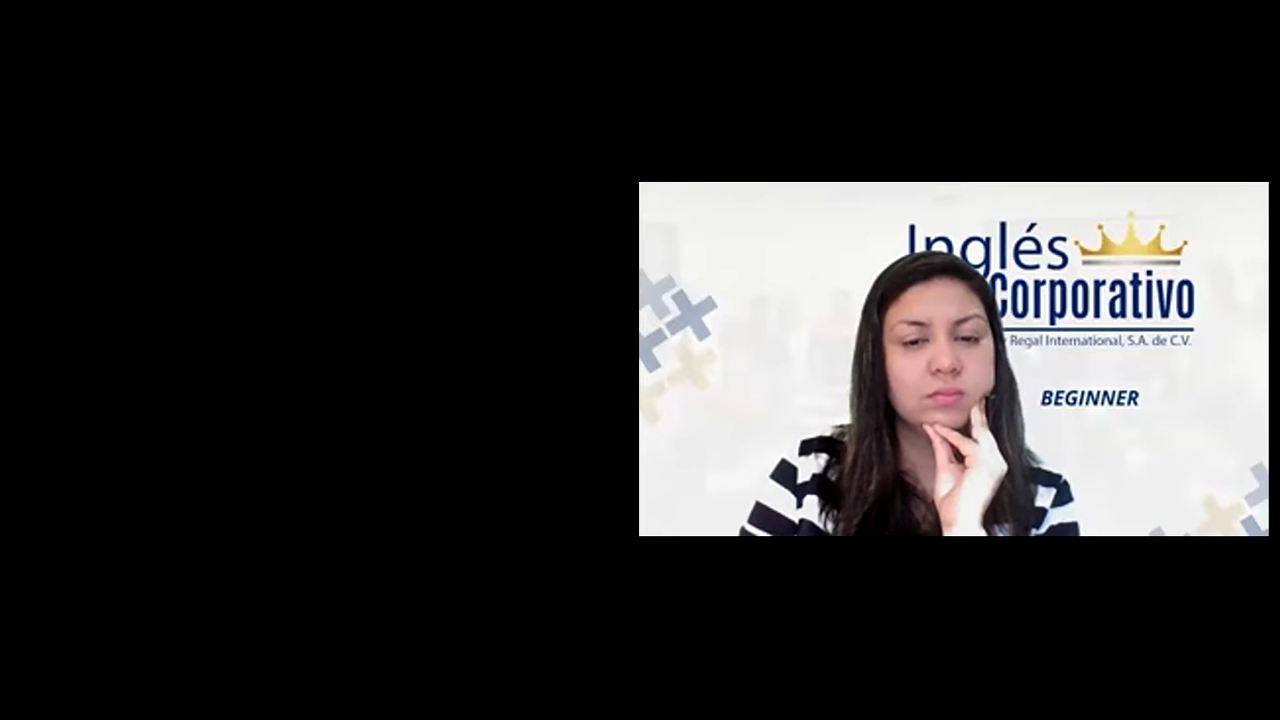 Inglés
Corporativo
Regal International, S.A. de C.V.
BEGINNER